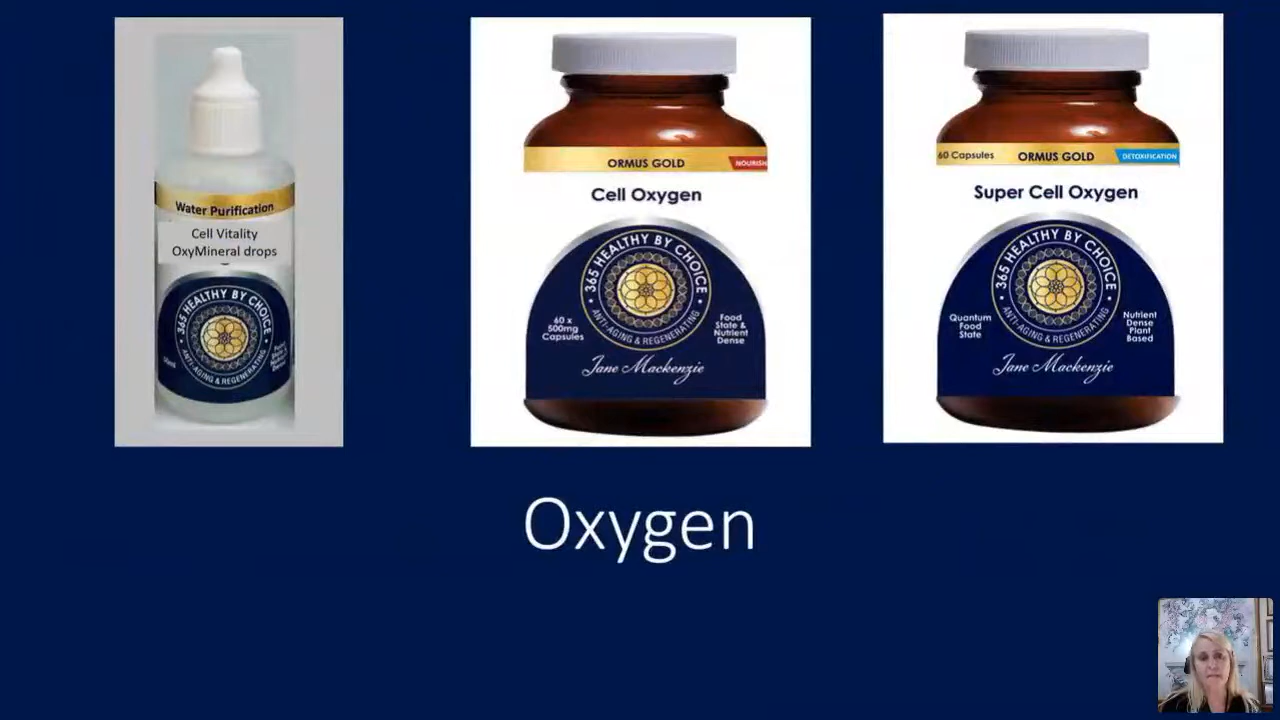 Water Purification
Cell Vitality
OxyMineral drops
365 HEALTHY BY CHOICE
ANTI-AGING & REGENERATING
ORMUS GOLD
NOURISH
Cell Oxygen
365 HEALTHY BY CHOICE
ANTI-AGING & REGENERATING
60 x
500mg
Capsules
Food
State &
Nutrient
Dense
Jane Mackenzie
60 Capsules
ORMUS GOLD
DETOXIFICATION
Super Cell Oxygen
365 HEALTHY BY CHOICE
ANTI-AGING & REGENERATING
Quantum
Food
State
Nutrient
Dense
Plant
Based
Jane Mackenzie
Oxygen